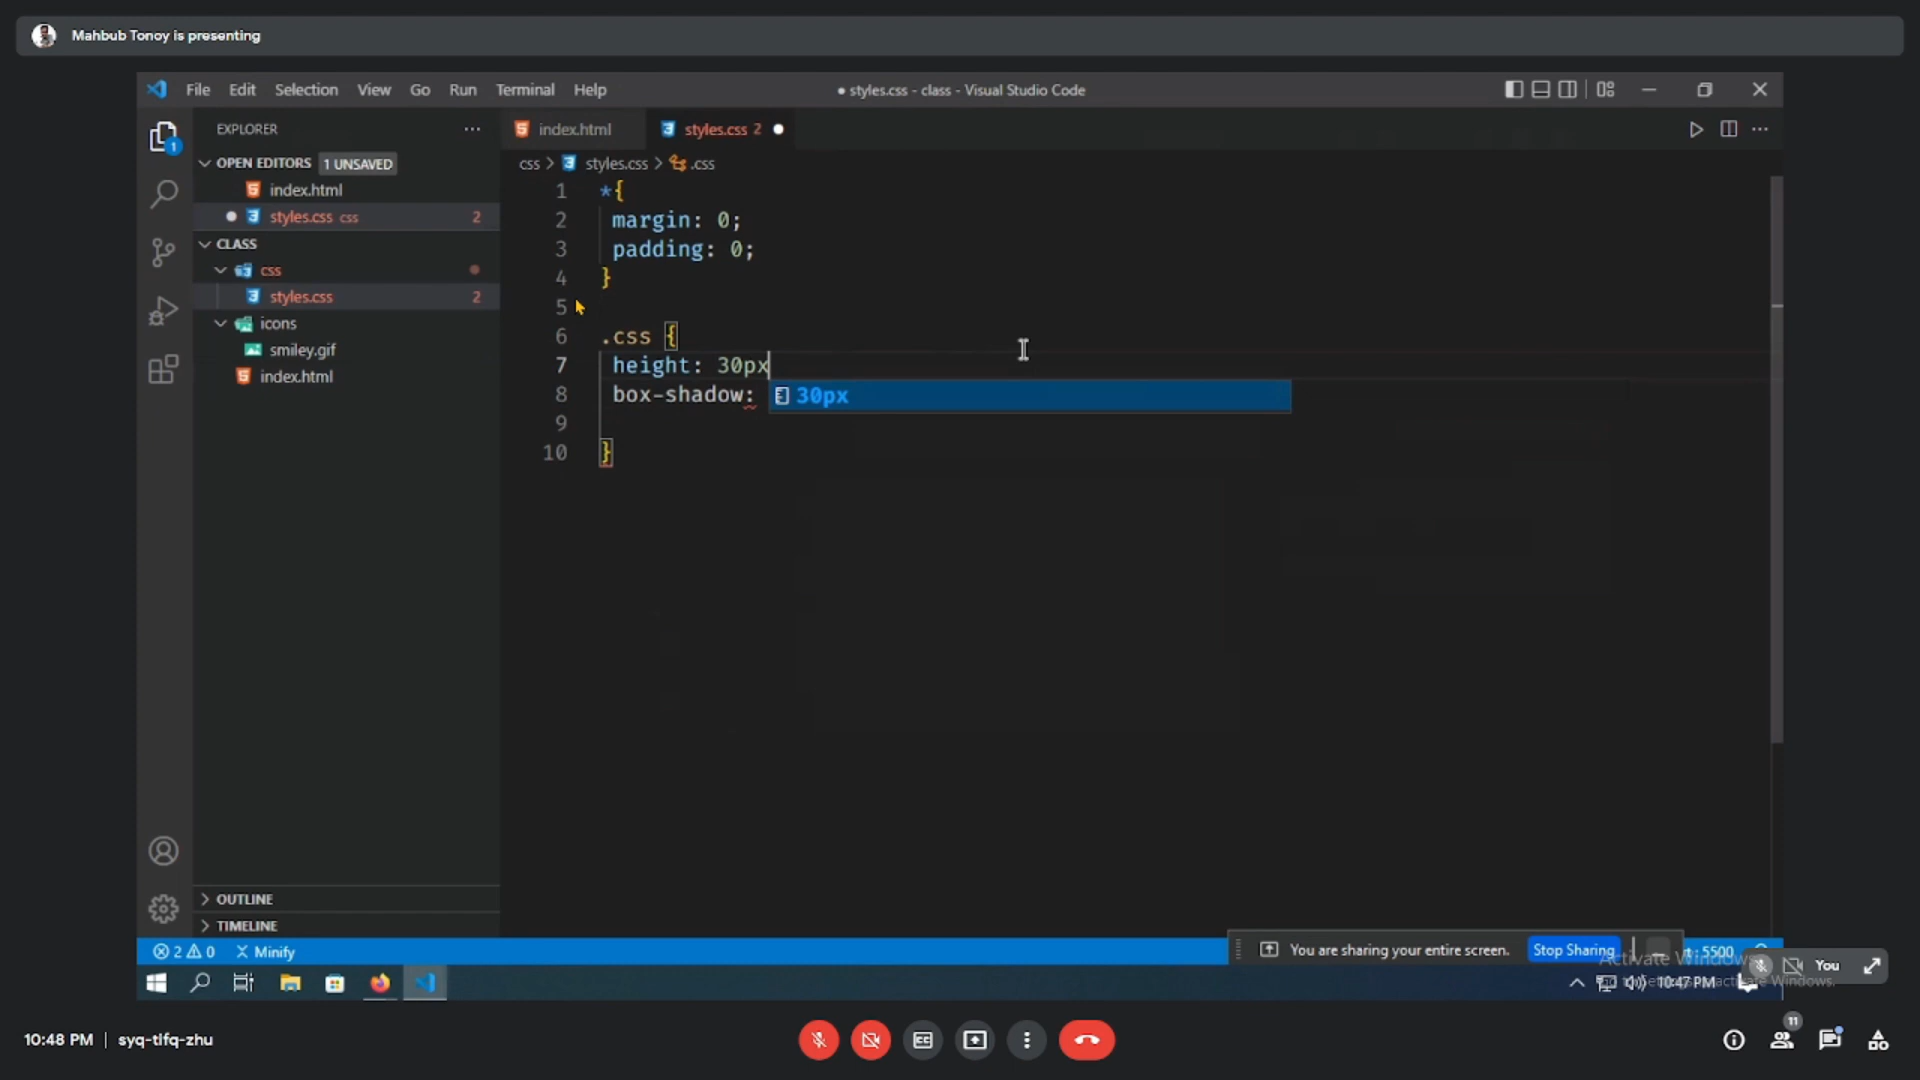 Mahbub Tonoy is presenting
File Edit Selection View Go Run Terminal Help
● styles.css - class - Visual Studio Code
EXPLORER
index.html
styles.css 2
OPEN EDITORS 1 UNSAVED
css > styles.css > .css
index.html
styles.css css 2
CLASS
css
styles.css 2
icons
smiley.gif
index.html
1 *{
2 margin: 0;
3 padding: 0;
4 }
5
6 .css {
7 height: 30px
8 box-shadow:
30px
9
10 }
OUTLINE
TIMELINE
2 0 Minify
You are sharing your entire screen. Stop Sharing
: 5500
Activate Windows
10:47 PM
You
10:48 PM | syq-tlfq-zhu
11
1